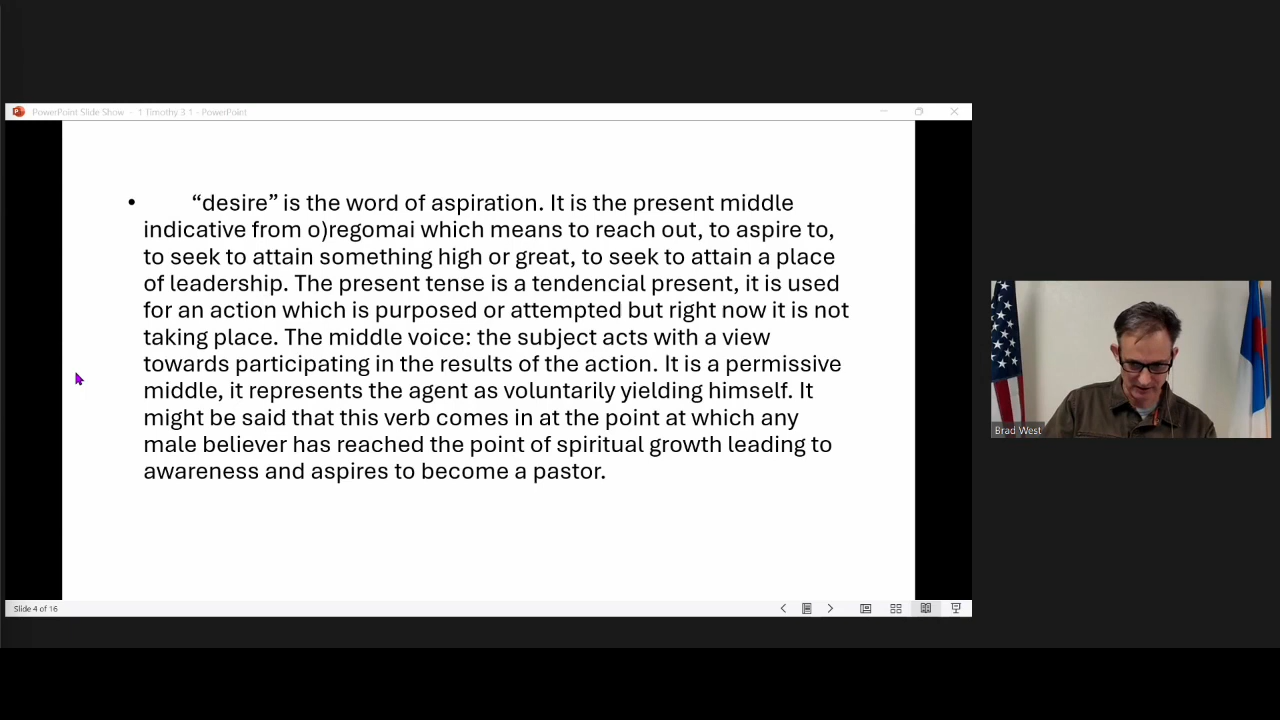 PowerPoint Slide Show - 1 Timothy 3 1 - PowerPoint
• “desire” is the word of aspiration. It is the present middle
indicative from o)regomai which means to reach out, to aspire to,
to seek to attain something high or great, to seek to attain a place
of leadership. The present tense is a tendencial present, it is used
for an action which is purposed or attempted but right now it is not
taking place. The middle voice: the subject acts with a view
towards participating in the results of the action. It is a permissive
middle, it represents the agent as voluntarily yielding himself. It
might be said that this verb comes in at the point at which any
male believer has reached the point of spiritual growth leading to
awareness and aspires to become a pastor.
Slide 4 of 16
Brad West